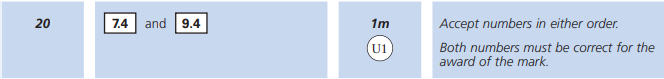 20
7.4 and 9.4
1m
U1
Accept numbers in either order.
Both numbers must be correct for the
award of the mark.